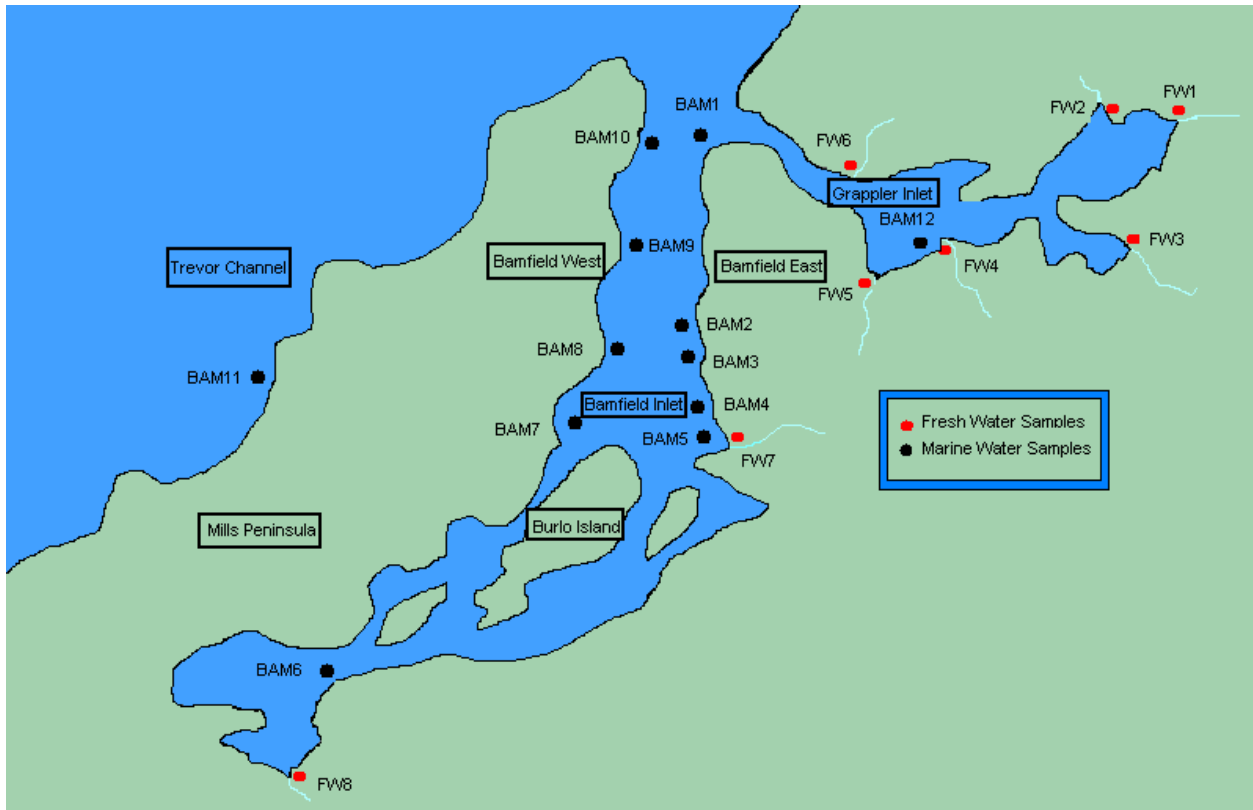 FW2
FW1
BAM1
BAM10
FW6
Grappler Inlet
BAM12
BAM9
FW3
Trevor Channel
Bamfield West
Bamfield East
FW4
FW5
BAM2
BAM8
BAM3
BAM11
Bamfield Inlet
BAM4
BAM7
BAM5
FW7
Fresh Water Samples
Marine Water Samples
Mills Peninsula
Burlo Island
BAM6
FW8